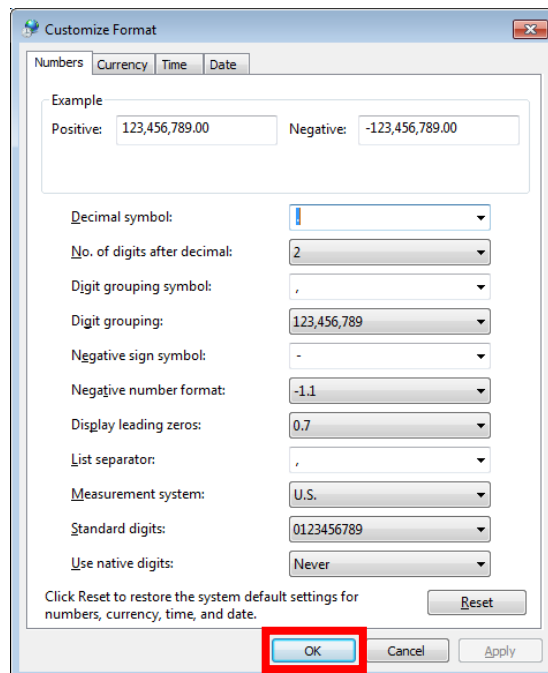 Customize Format
Numbers Currency Time Date
Example
Positive: 123,456,789.00 Negative: -123,456,789.00
Decimal symbol: .
No. of digits after decimal: 2
Digit grouping symbol: ,
Digit grouping: 123,456,789
Negative sign symbol: -
Negative number format: -1.1
Display leading zeros: 0.7
List separator: ,
Measurement system: U.S.
Standard digits: 0123456789
Use native digits: Never
Click Reset to restore the system default settings for
numbers, currency, time, and date.
Reset
OK Cancel Apply